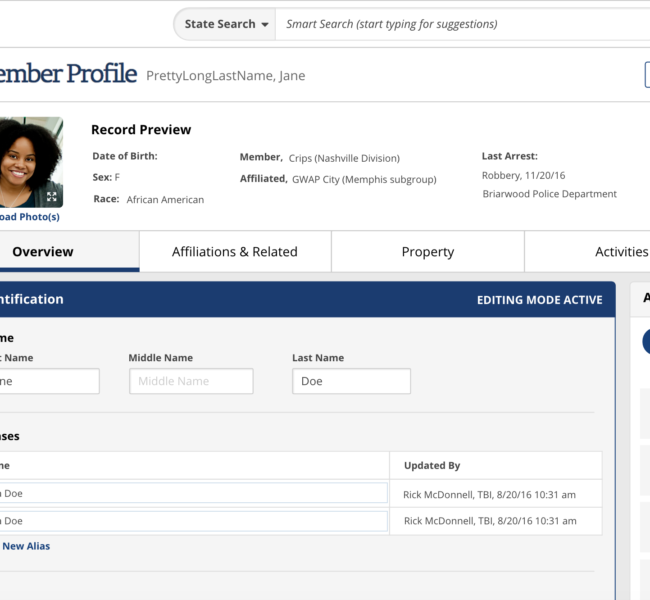 State Search Smart Search (start typing for suggestions)
ember Profile PrettyLongLastName, Jane
Record Preview
Date of Birth: Member, Crips (Nashville Division) Last Arrest:
Sex: F Affiliated, GWAP City (Memphis subgroup) Robbery, 11/20/16
Race: African American Briarwood Police Department
oad Photo(s)
Overview Affiliations & Related Property Activities
ntification EDITING MODE ACTIVE A
me
t Name Middle Name Last Name
ne Middle Name Doe
ases
me Updated By
a Doe Rick McDonnell, TBI, 8/20/16 10:31 am
a Doe Rick McDonnell, TBI, 8/20/16 10:31 am
New Alias